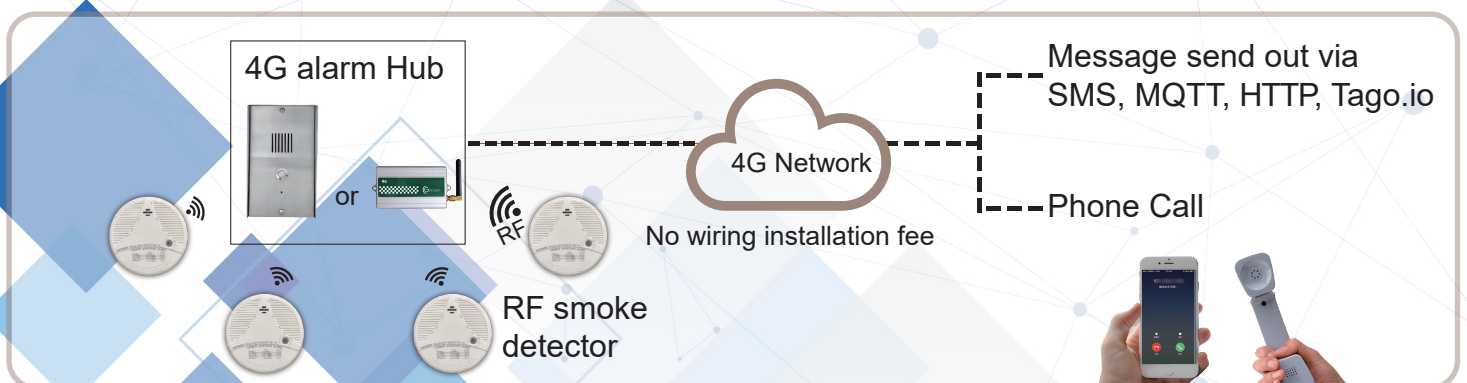 4G alarm Hub
or
RF
RF smoke
detector
4G Network
No wiring installation fee
Message send out via
SMS, MQTT, HTTP, Tago.io
Phone Call